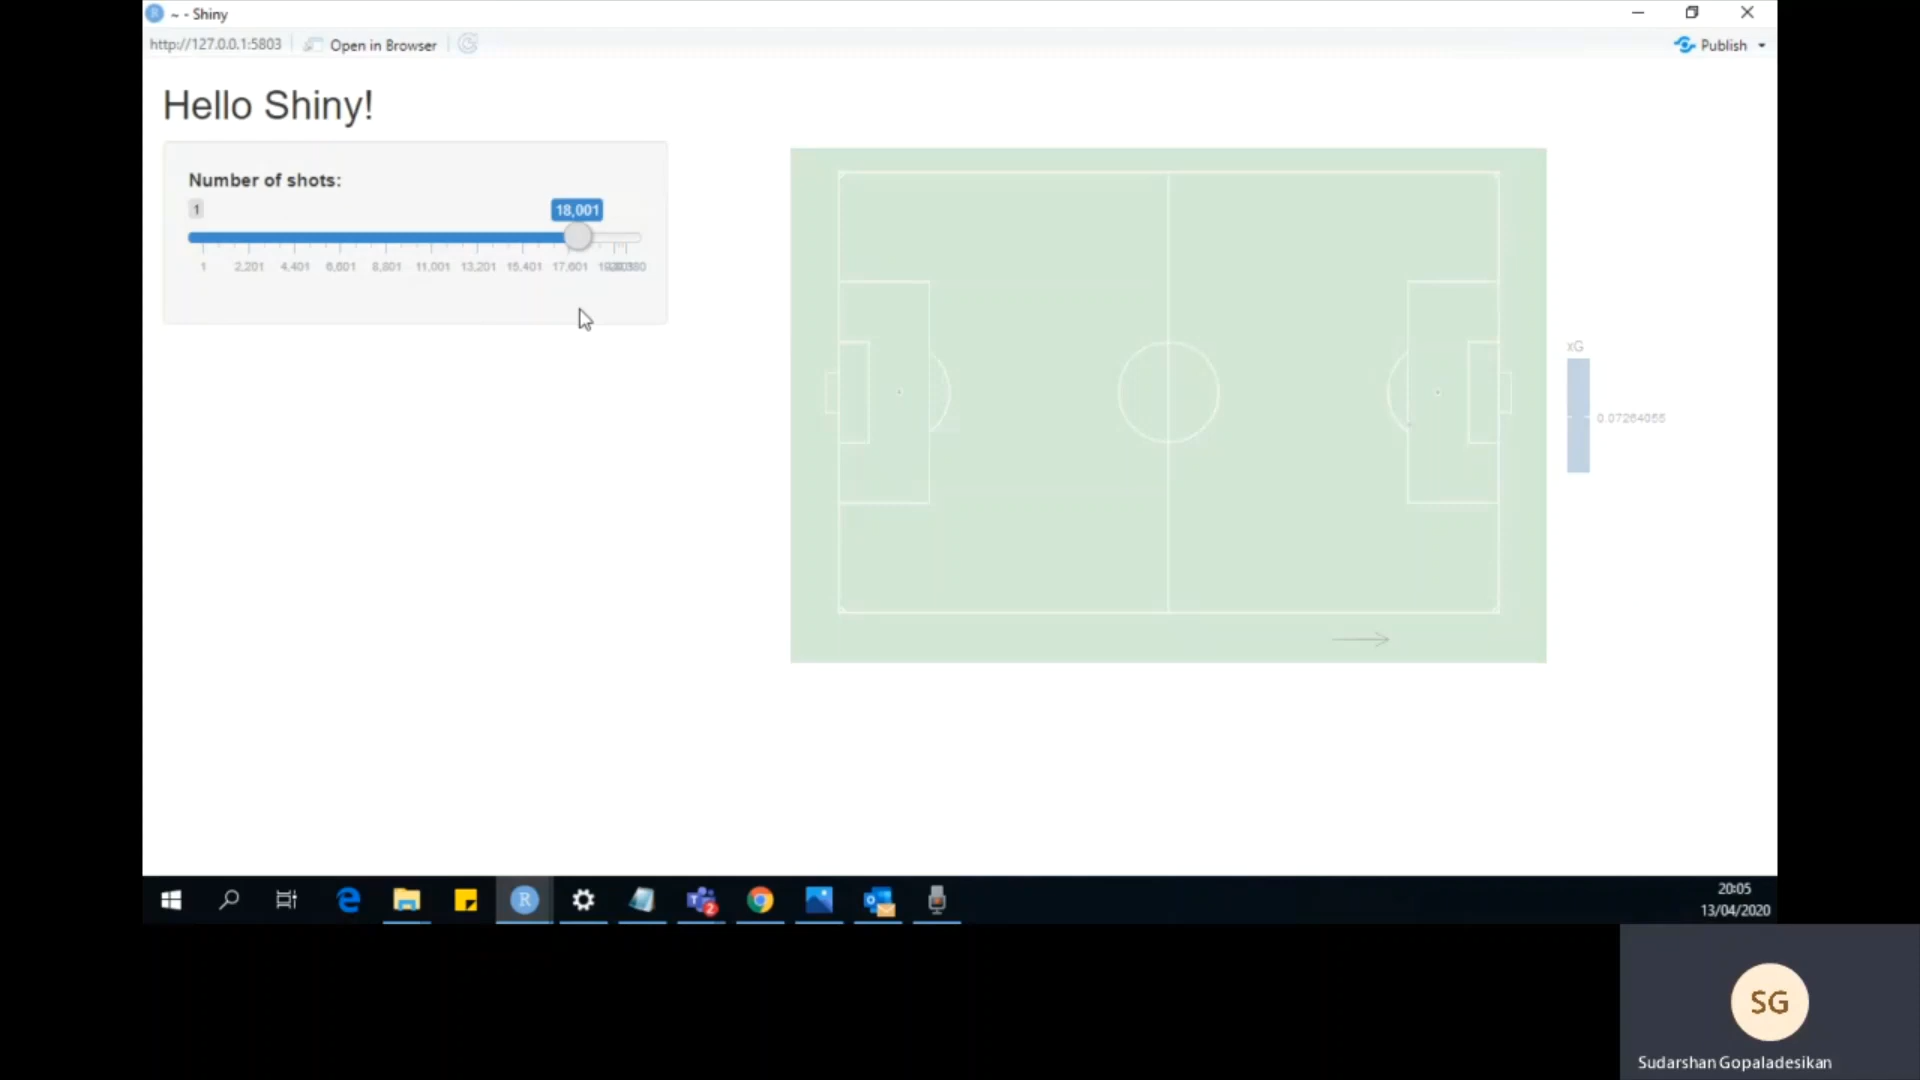 ~ - Shiny
http://127.0.0.1:5803 Open in Browser Publish
Hello Shiny!
Number of shots:
1 18,001
1 2,201 4,401 6,601 8,801 11,001 13,201 15,401 17,601
xG
0.07264055
20:05
13/04/2020
SG
Sudarshan Gopaladesikan